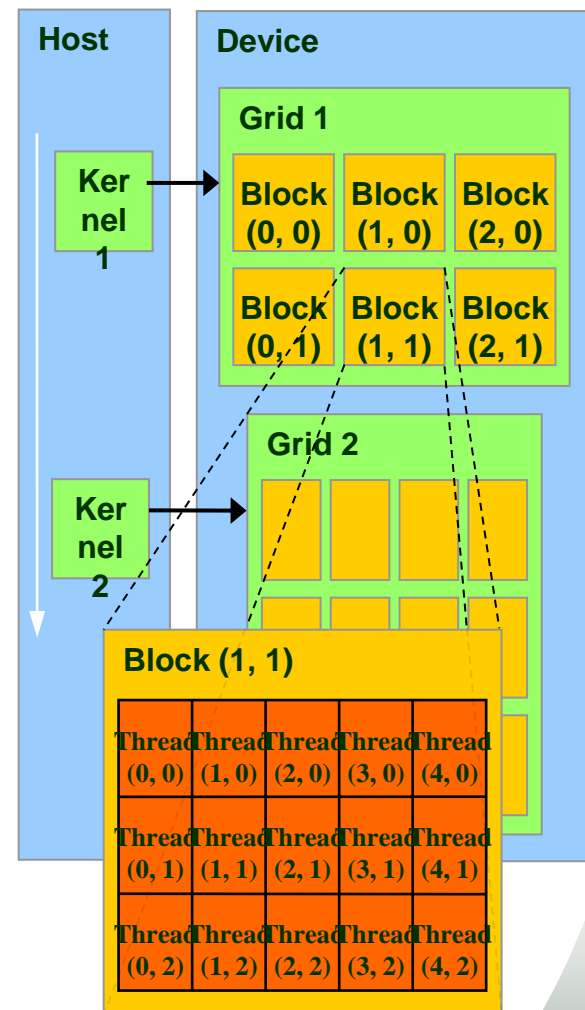 Host
Device
Grid 1
Ker
nel
1
Block
(0, 0)
Block
(1, 0)
Block
(2, 0)
Block
(0, 1)
Block
(1, 1)
Block
(2, 1)
Grid 2
Ker
nel
2
Block (1, 1)
Thread
(0, 0)
Thread
(1, 0)
Thread
(2, 0)
Thread
(3, 0)
Thread
(4, 0)
Thread
(0, 1)
Thread
(1, 1)
Thread
(2, 1)
Thread
(3, 1)
Thread
(4, 1)
Thread
(0, 2)
Thread
(1, 2)
Thread
(2, 2)
Thread
(3, 2)
Thread
(4, 2)